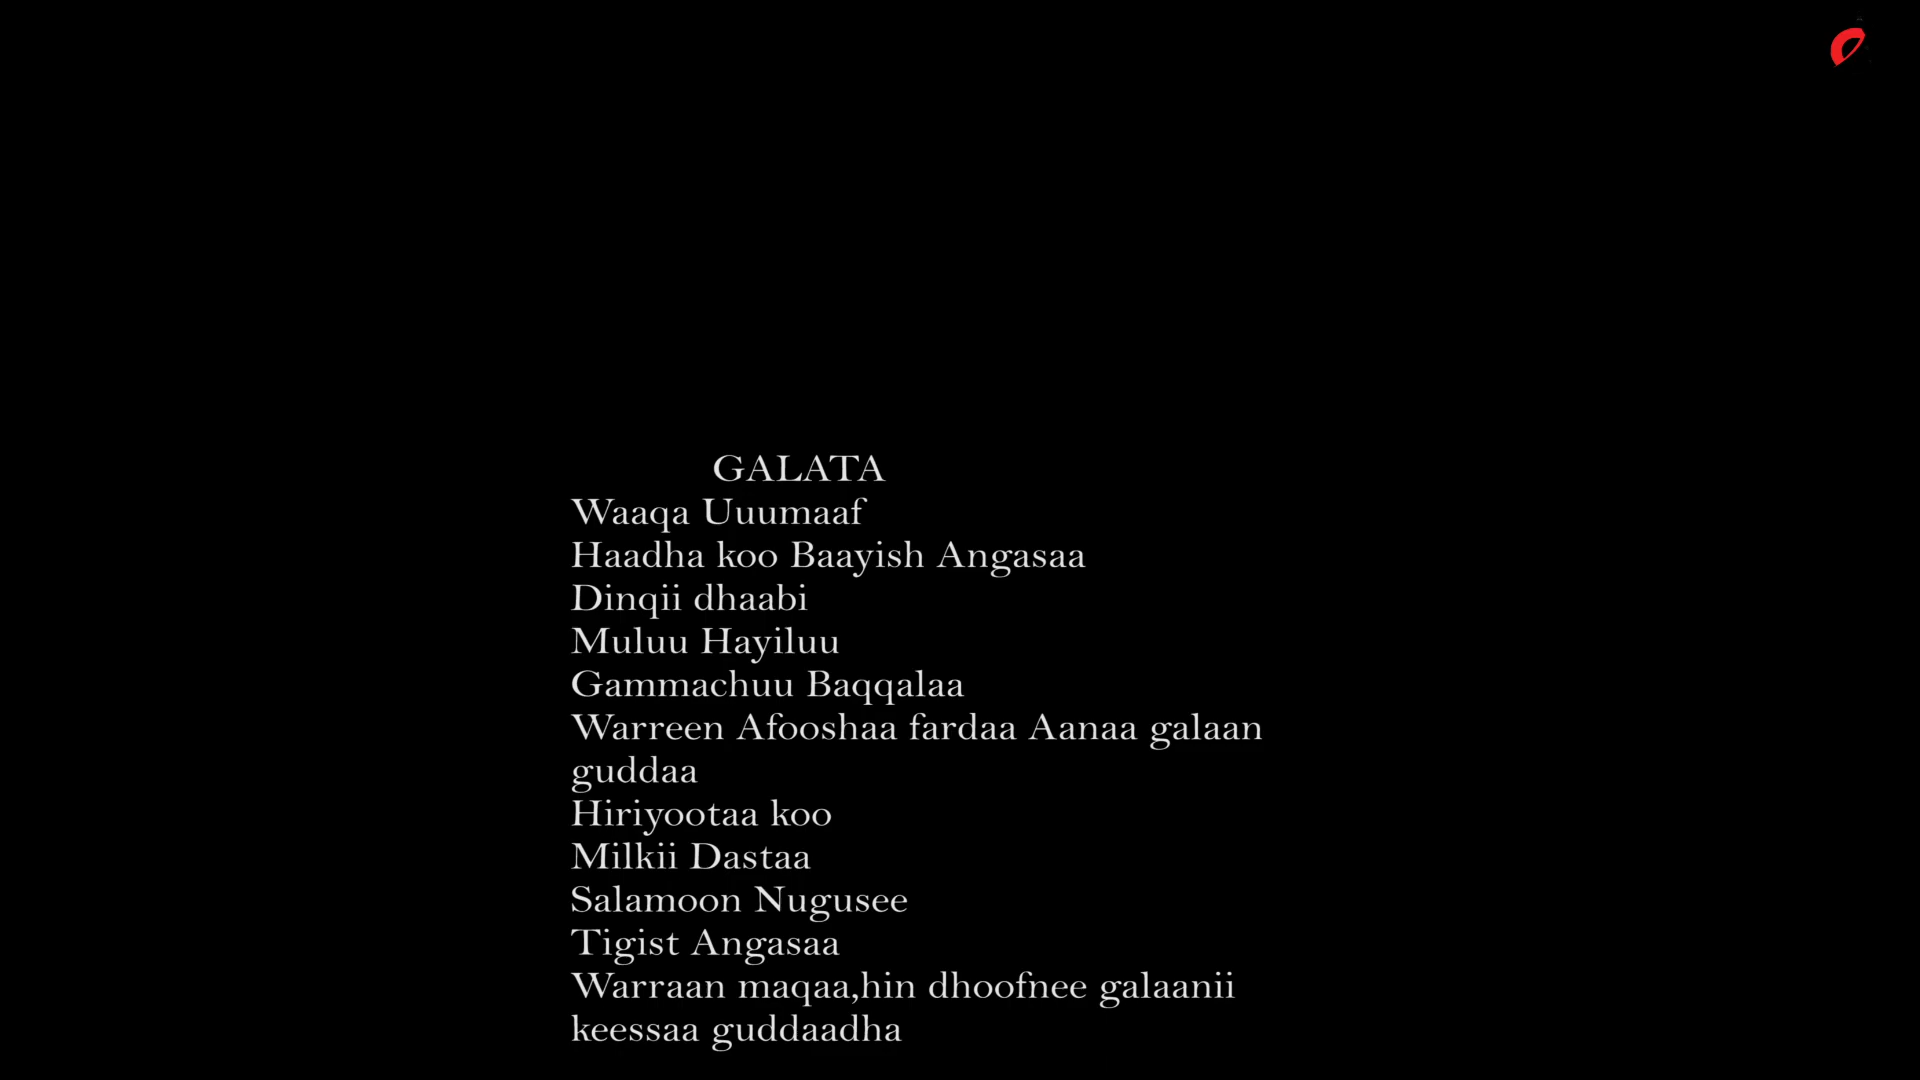 GALATA
Waaqa Uuumaaf
Haadha koo Baayish Angasaa
Dinqii dhaabi
Muluu Hayiluu
Gammachuu Baqqalaa
Warreen Afooshaa fardaa Aanaa galaan
guddaa
Hiriyootaa koo
Milkii Dastaa
Salamoon Nugusee
Tigist Angasaa
Warraan maqaa,hin dhoofnee galaanii
keessaa guddaadha